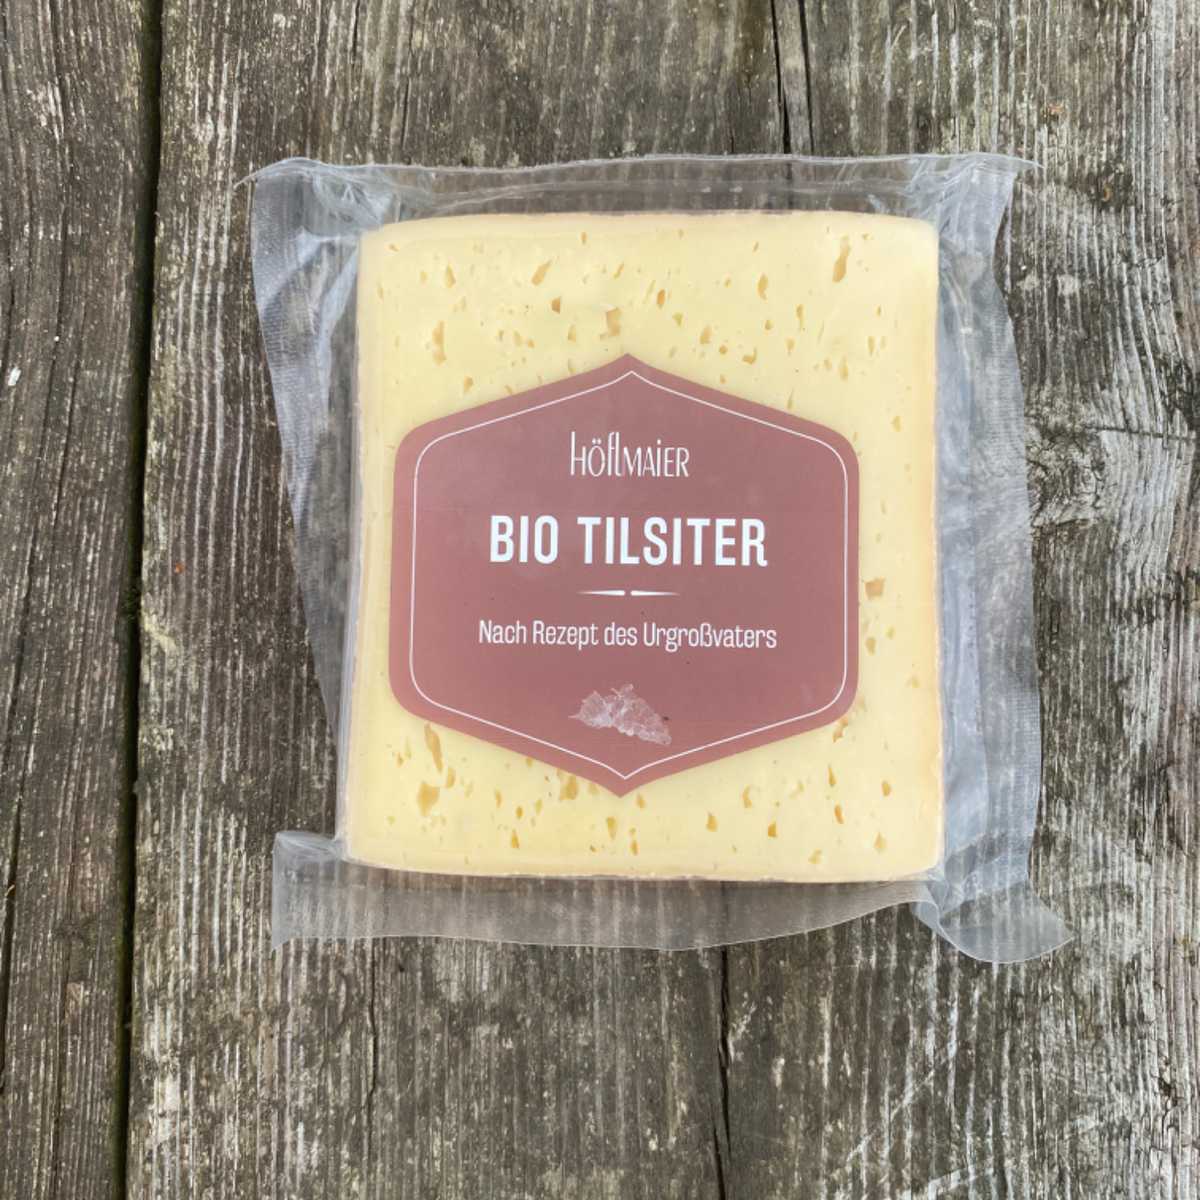 HÖflMAiER
BIO TILSITER
Nach Rezept des Urgroßvaters